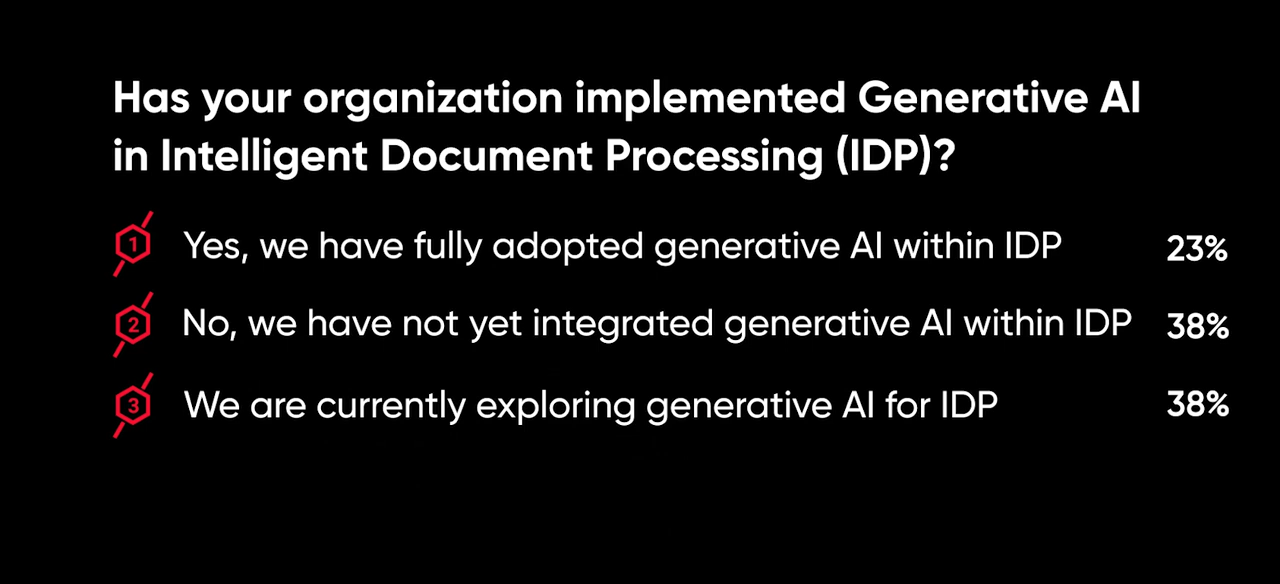 Has your organization implemented Generative AI
in Intelligent Document Processing (IDP)?
1 Yes, we have fully adopted generative AI within IDP 23%
2 No, we have not yet integrated generative AI within IDP 38%
3 We are currently exploring generative AI for IDP 38%